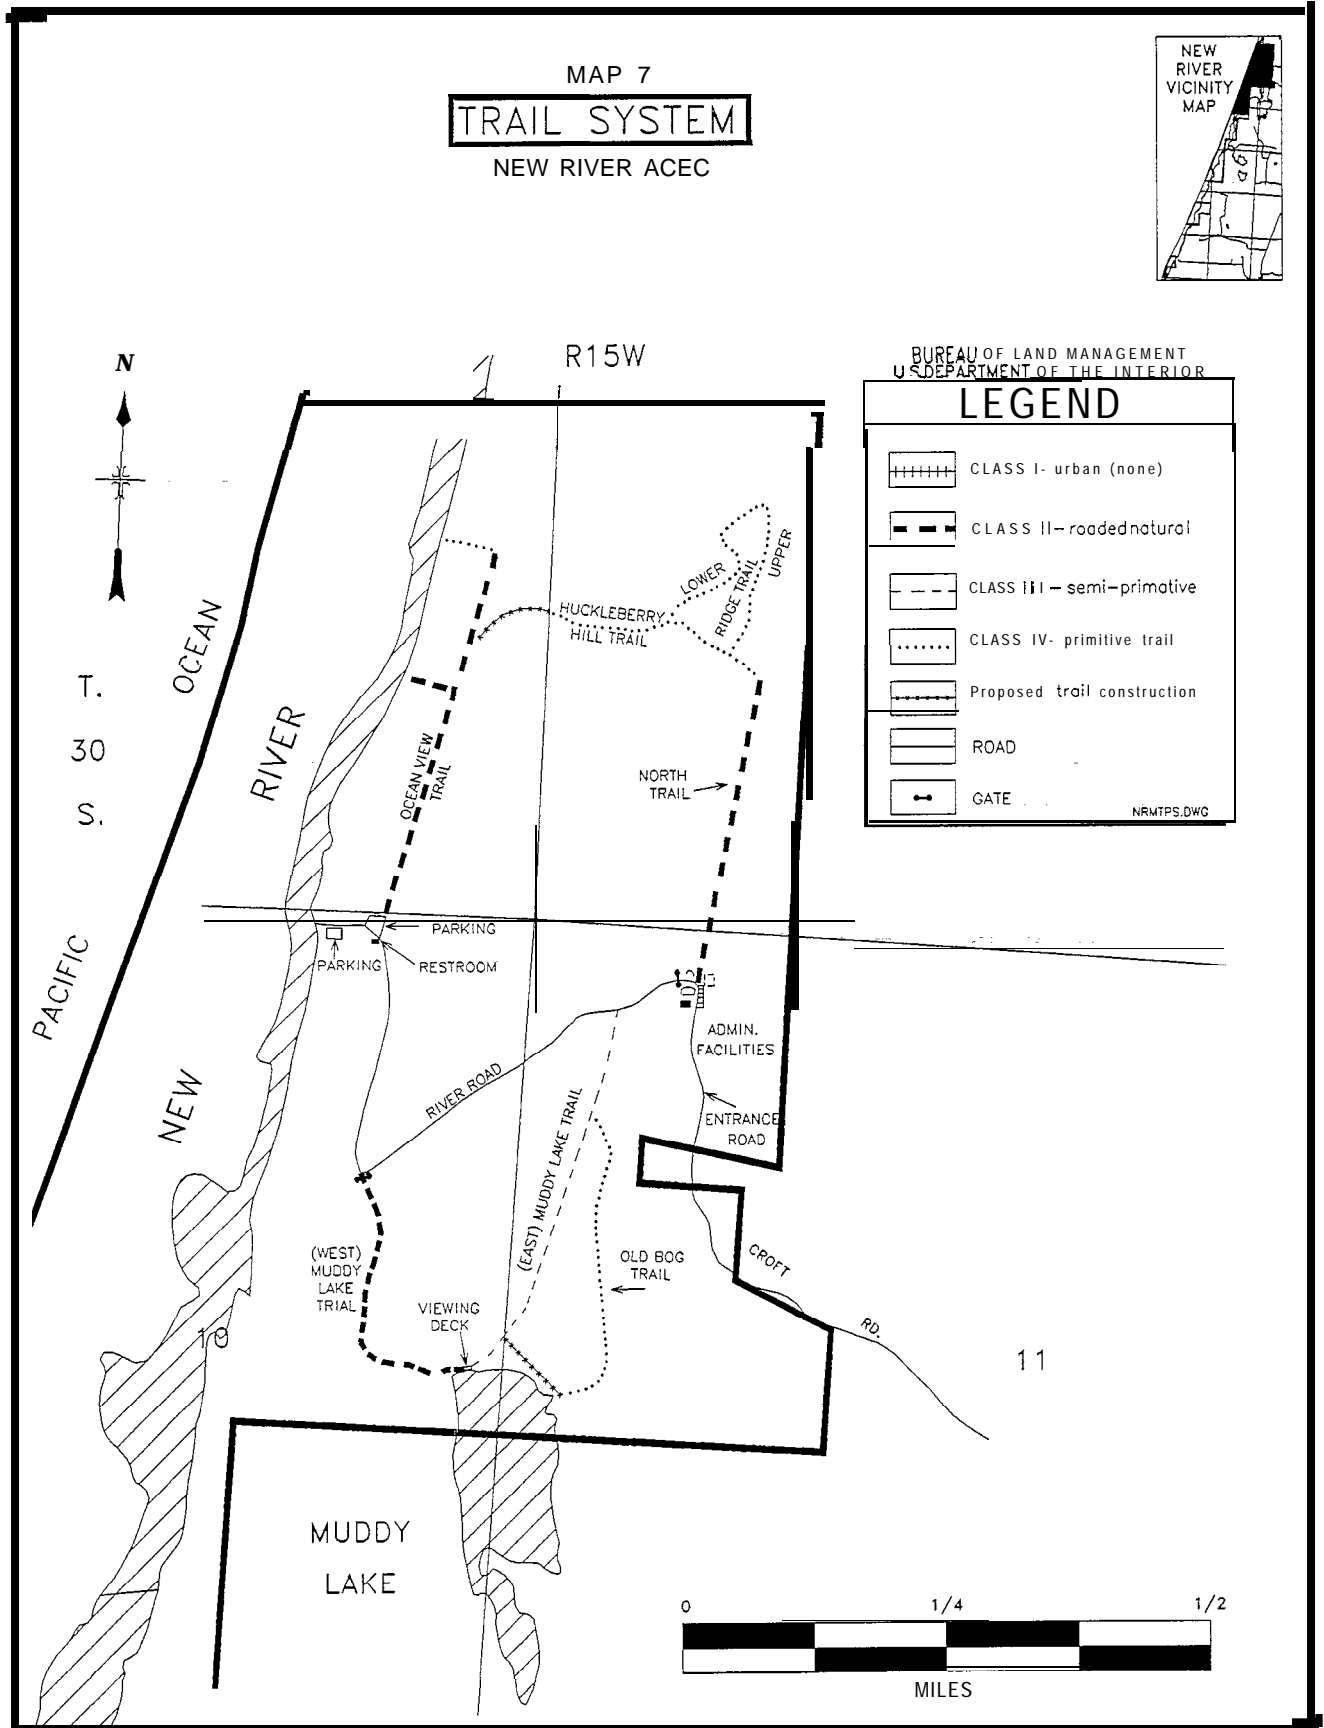 MAP 7
TRAIL SYSTEM
NEW RIVER ACEC
NEW
RIVER
VICINITY
MAP
N
R15W
BUREAU OF LAND MANAGEMENT
U.S. DEPARTMENT OF THE INTERIOR
LEGEND
CLASS I- urban (none)
CLASS II-roadednatural
CLASS III-semi-primative
CLASS IV- primitive trail
Proposed trail construction
ROAD
GATE
NRMTPS.DWG
T.
30
S.
PACIFIC
OCEAN
NEW
RIVER
LOWER
RIDGE TRAIL
UPPER
HUCKLEBERRY
HILL TRAIL
OCEAN VIEW
TRAIL
NORTH
TRAIL
PARKING
PARKING
RESTROOM
ADMIN.
FACILITIES
RIVER ROAD
ENTRANCE
ROAD
(EAST) MUDDY LAKE TRAIL
(WEST)
MUDDY
LAKE
TRIAL
OLD BOG
TRAIL
CROFT
RD.
VIEWING
DECK
10
11
MUDDY
LAKE
0 1/4 1/2
MILES